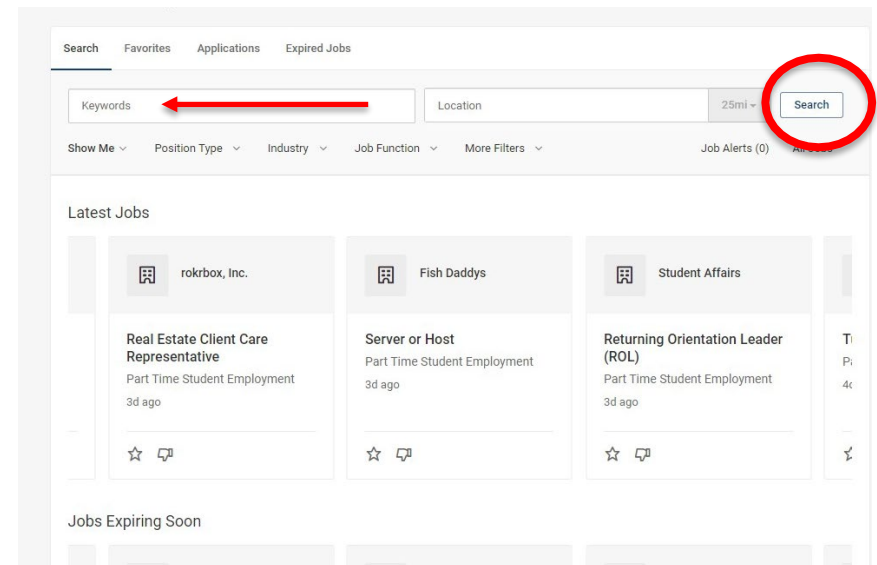 Search Favorites Applications Expired Jobs
Keywords Location 25mi Search
Show Me Position Type Industry Job Function More Filters Job Alerts (0) All Jobs
Latest Jobs
rokrbox, Inc.
Real Estate Client Care
Representative
Part Time Student Employment
3d ago
Fish Daddys
Server or Host
Part Time Student Employment
3d ago
Student Affairs
Returning Orientation Leader
(ROL)
Part Time Student Employment
3d ago
Jobs Expiring Soon